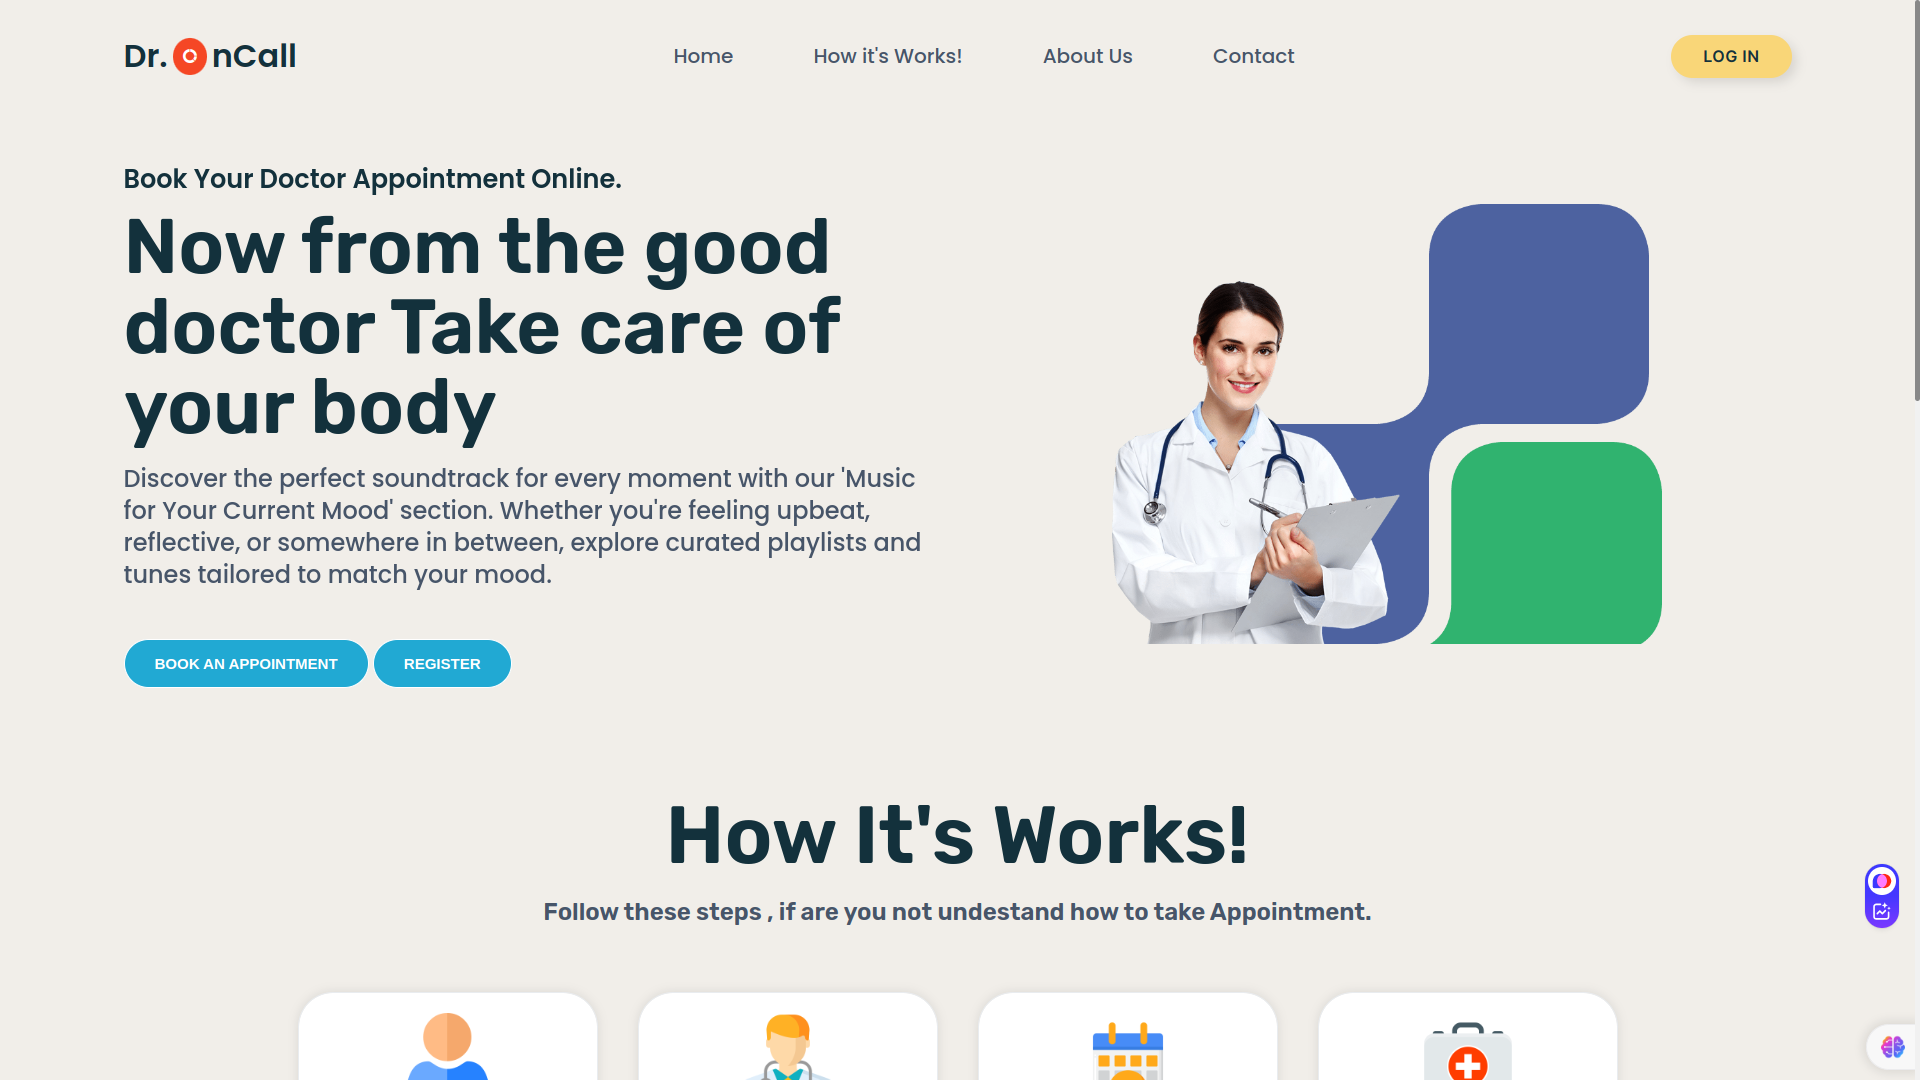 Dr. OnCall
Home
How it's Works!
About Us
Contact
LOG IN
Book Your Doctor Appointment Online.
Now from the good
doctor Take care of
your body
Discover the perfect soundtrack for every moment with our 'Music
for Your Current Mood' section. Whether you're feeling upbeat,
reflective, or somewhere in between, explore curated playlists and
tunes tailored to match your mood.
BOOK AN APPOINTMENT
REGISTER
How It's Works!
Follow these steps , if are you not undestand how to take Appointment.